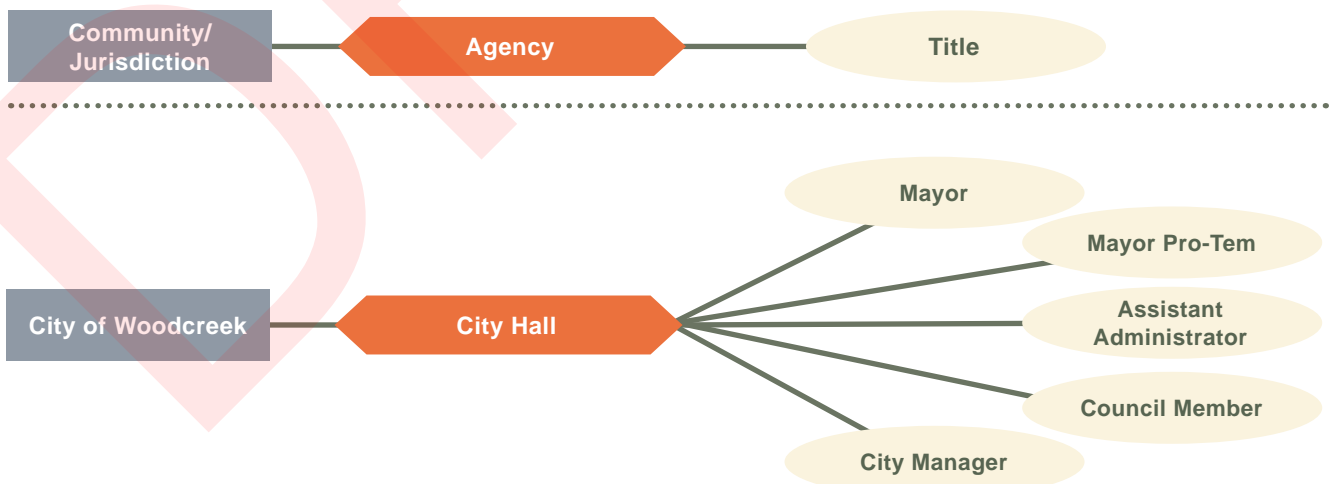 Community/
Jurisdiction
Agency
Title
Mayor
Mayor Pro-Tem
City of Woodcreek
City Hall
Assistant
Administrator
Council Member
City Manager